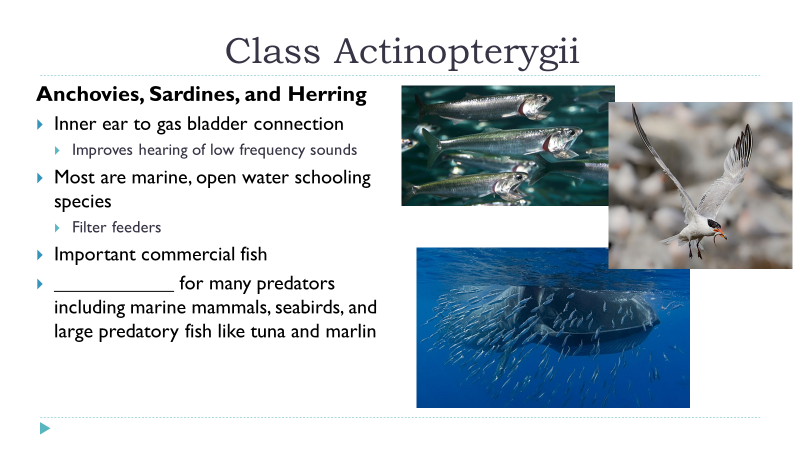 Class Actinopterygii
Anchovies, Sardines, and Herring
Inner ear to gas bladder connection
Improves hearing of low frequency sounds
Most are marine, open water schooling
species
Filter feeders
Important commercial fish
____________ for many predators
including marine mammals, seabirds, and
large predatory fish like tuna and marlin